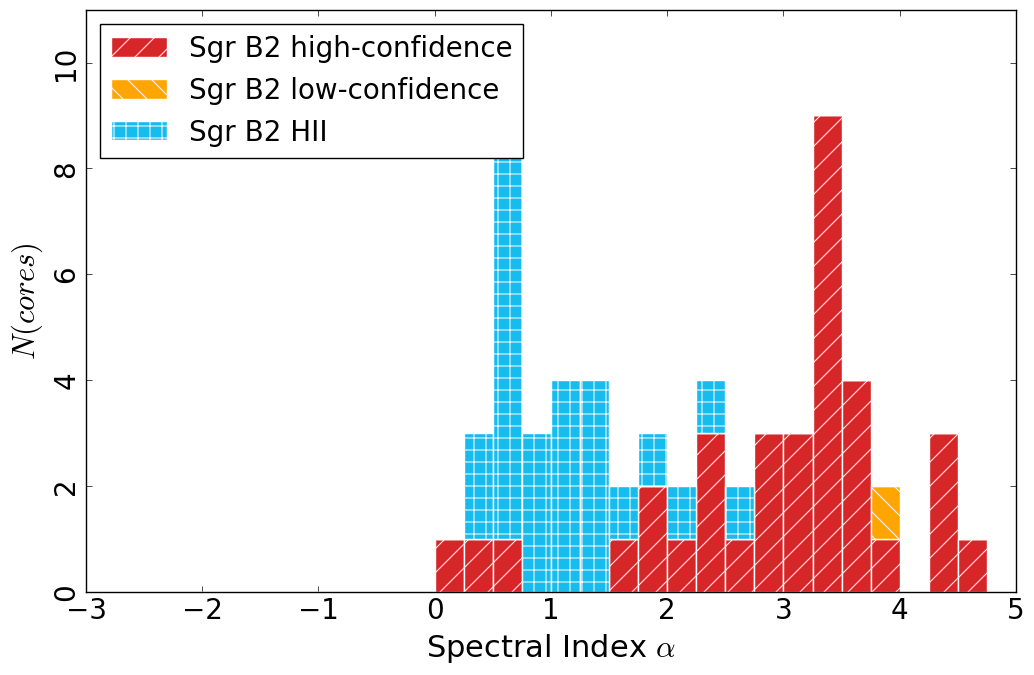 Sgr B2 high-confidence
Sgr B2 low-confidence
Sgr B2 HII
10
8
6
4
2
0
N(cores)
−3 −2 −1 0 1 2 3 4 5
Spectral Index α